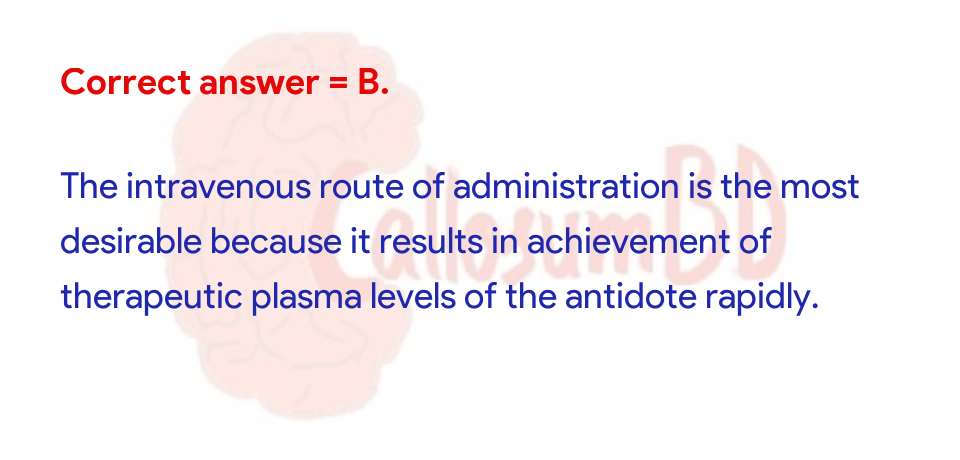 Correct answer = B.
The intravenous route of administration is the most
desirable because it results in achievement of
therapeutic plasma levels of the antidote rapidly.
CallosumBD